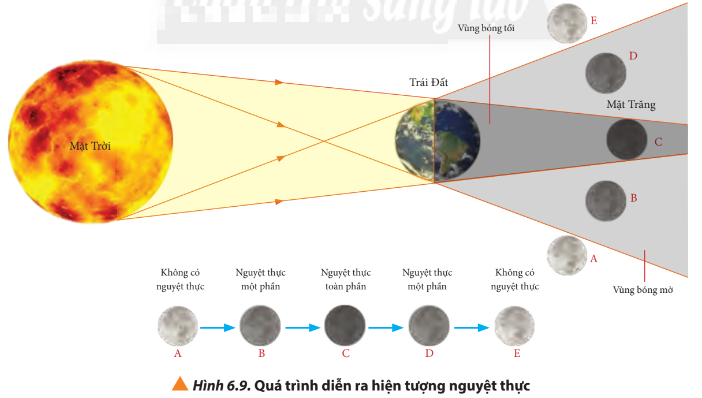 E
Vùng bóng tối
D
Trái Đất
Mặt Trăng
Mặt Trời
C
B
A
Không có
nguyệt thực
Nguyệt thực
một phần
Nguyệt thực
toàn phần
Nguyệt thực
một phần
Không có
nguyệt thực
Vùng bóng mờ
A
B
C
D
E
Hình 6.9. Quá trình diễn ra hiện tượng nguyệt thực